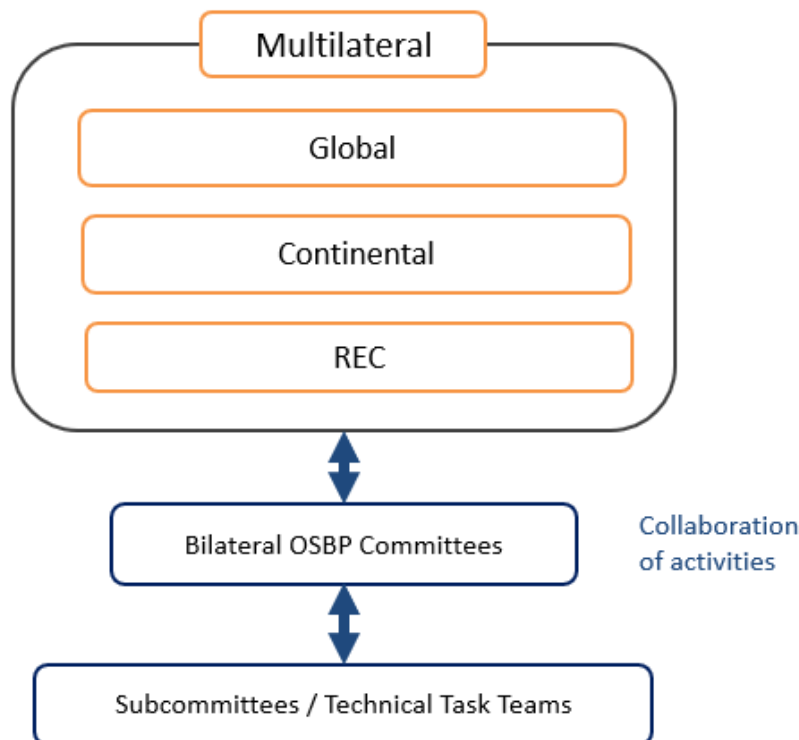 Multilateral
Global
Continental
REC
Bilateral OSBP Committees
Collaboration
of activities
Subcommittees / Technical Task Teams